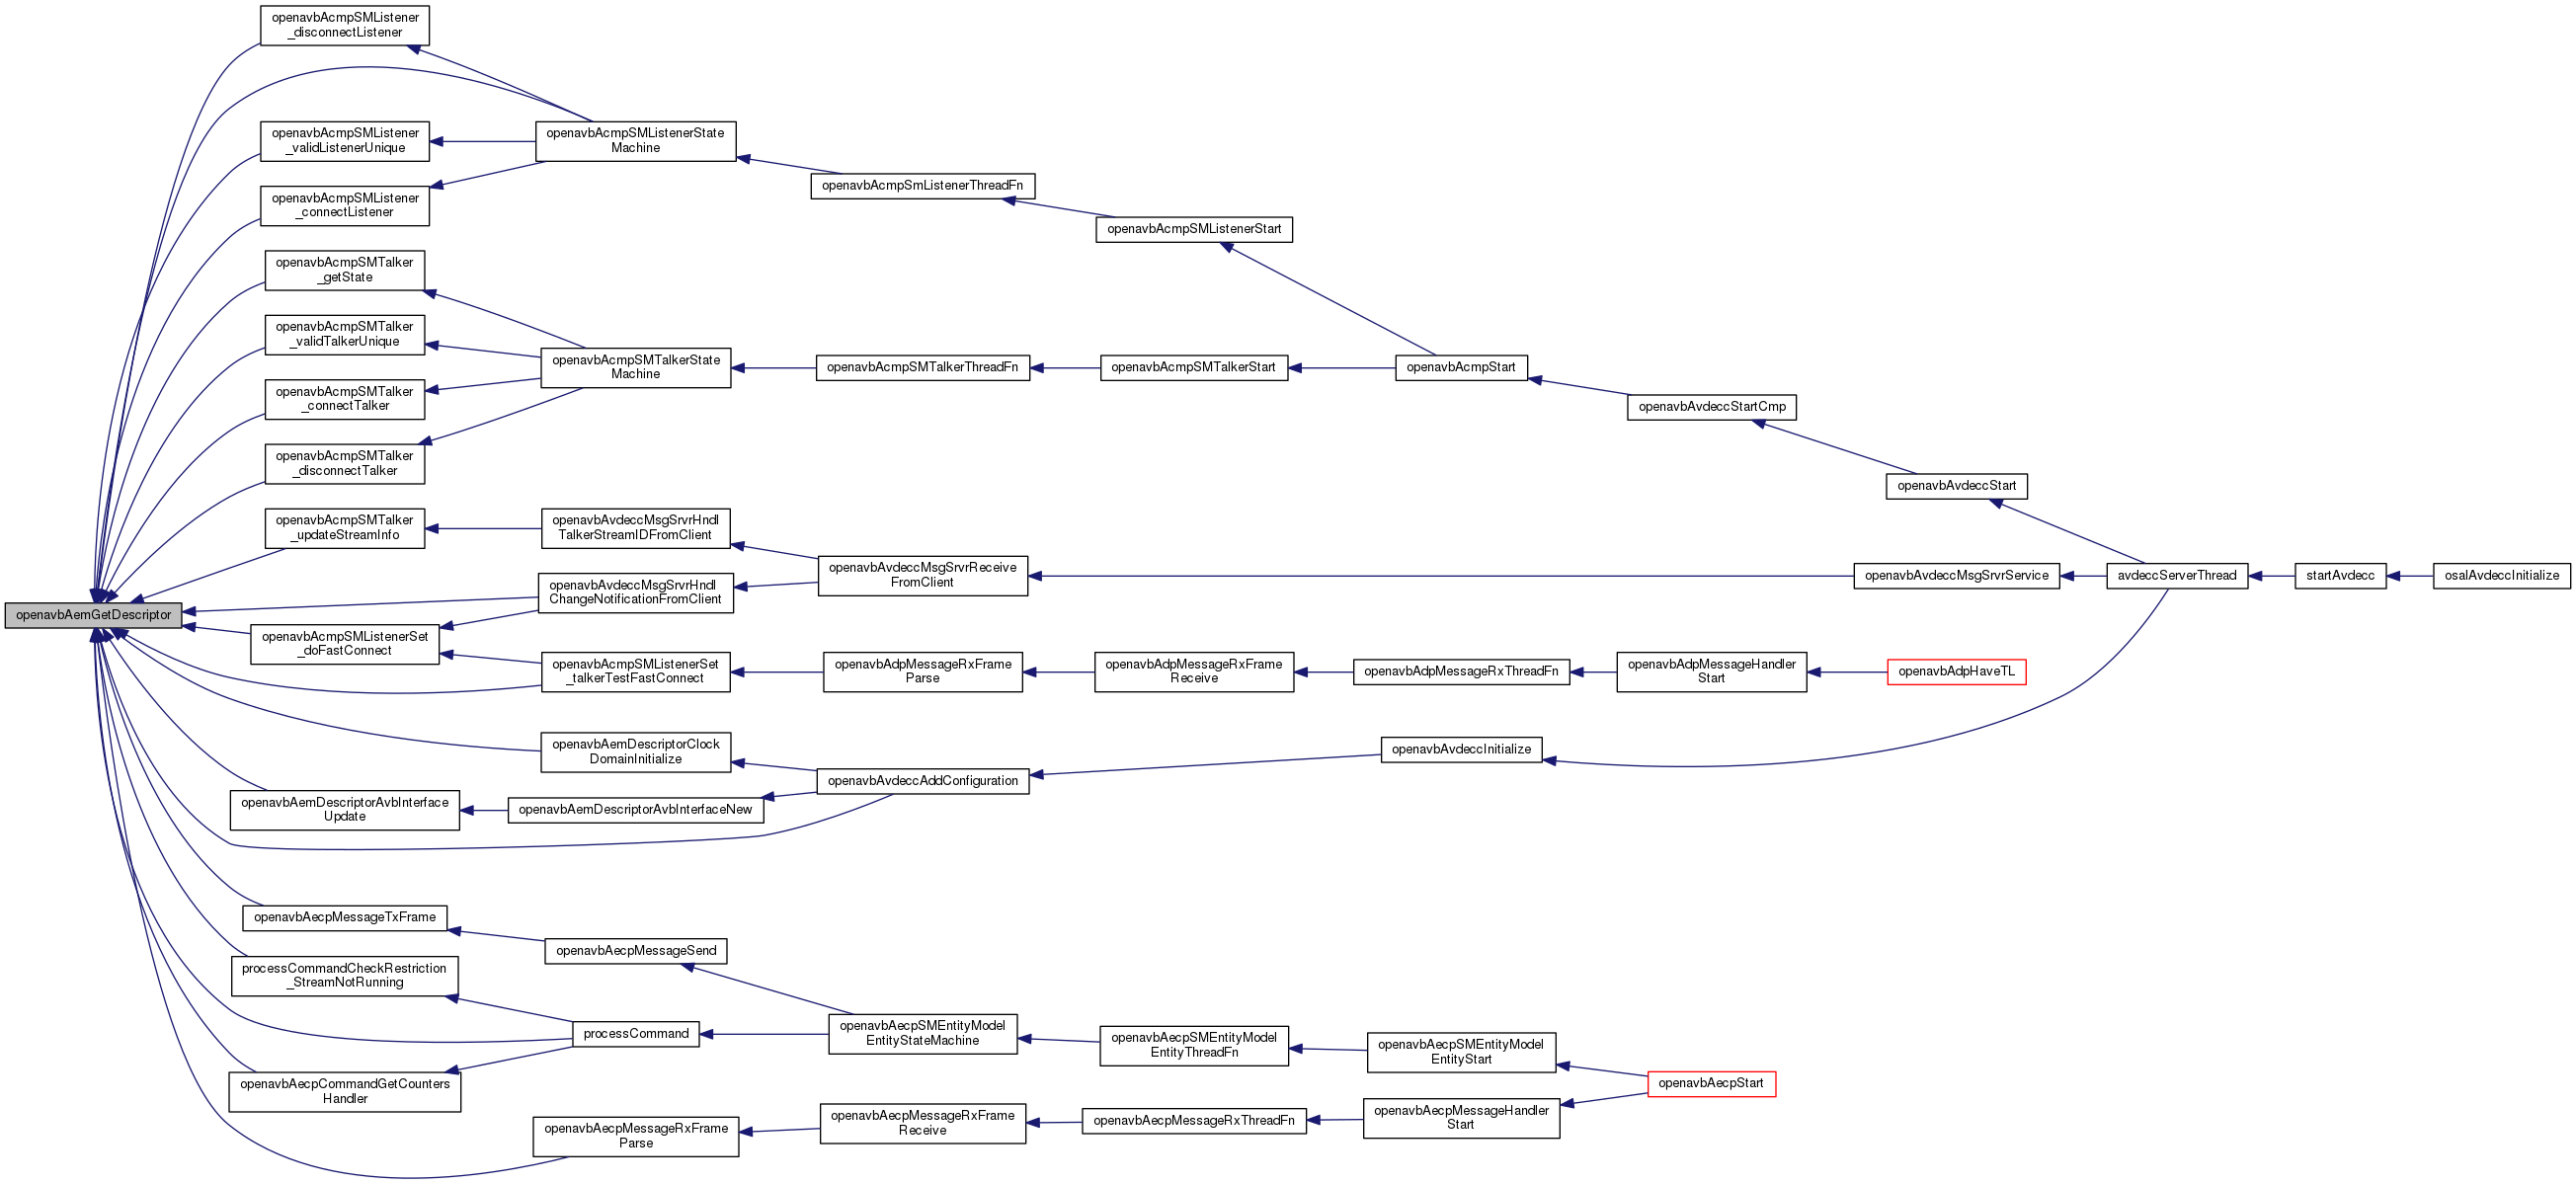 openavbAcmpSMListener
_disconnectListener
openavbAcmpSMListener
_validListenerUnique
openavbAcmpSMListenerState
Machine
openavbAcmpSmListenerThreadFn
openavbAcmpSMListener
_connectListener
openavbAcmpSMListenerStart
openavbAcmpSMTalker
_getState
openavbAcmpSMTalker
_validTalkerUnique
openavbAcmpSMTalkerState
Machine
openavbAcmpSMTalkerThreadFn
openavbAcmpSMTalkerStart
openavbAcmpStart
openavbAcmpSMTalker
_connectTalker
openavbAvdeccStartCmp
openavbAcmpSMTalker
_disconnectTalker
openavbAvdeccStart
openavbAcmpSMTalker
_updateStreamInfo
openavbAvdeccMsgSrvrHndl
TalkerStreamIDFromClient
openavbAvdeccMsgSrvrReceive
FromClient
openavbAvdeccMsgSrvrService
avdeccServerThread
startAvdecc
osalAvdeccInitialize
openavbAvdeccMsgSrvrHndl
ChangeNotificationFromClient
openavbAemGetDescriptor
openavbAcmpSMListenerSet
_doFastConnect
openavbAcmpSMListenerSet
_talkerTestFastConnect
openavbAdpMessageRxFrame
Parse
openavbAdpMessageRxFrame
Receive
openavbAdpMessageRxThreadFn
openavbAdpMessageHandler
Start
openavbAdpHaveTL
openavbAemDescriptorClock
DomainInitialize
openavbAvdeccInitialize
openavbAvdeccAddConfiguration
openavbAemDescriptorAvbInterface
Update
openavbAemDescriptorAvbInterfaceNew
openavbAecpMessageTxFrame
openavbAecpMessageSend
processCommandCheckRestriction
_StreamNotRunning
processCommand
openavbAecpSMEntityModel
EntityStateMachine
openavbAecpSMEntityModel
EntityThreadFn
openavbAecpSMEntityModel
EntityStart
openavbAecpStart
openavbAecpCommandGetCounters
Handler
openavbAecpMessageRxFrame
Parse
openavbAecpMessageRxFrame
Receive
openavbAecpMessageRxThreadFn
openavbAecpMessageHandler
Start